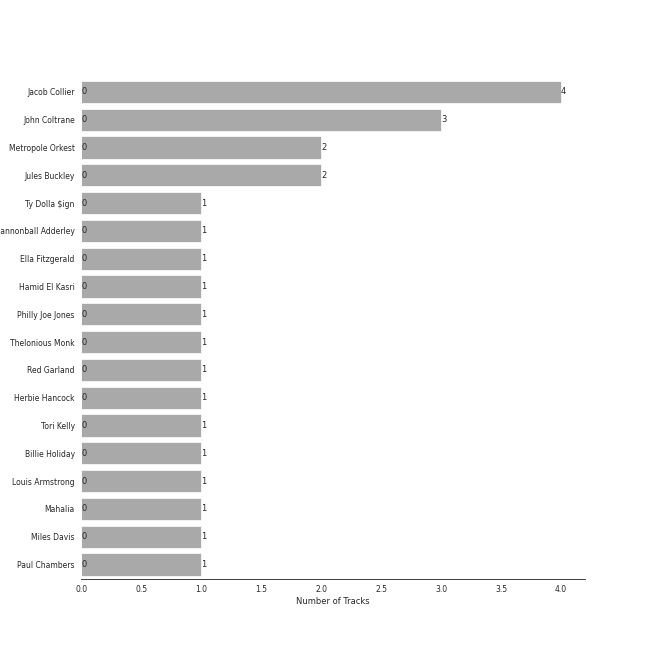 Jacob Collier 0 4
John Coltrane 0 3
Metropole Orkest 0 2
Jules Buckley 0 2
Ty Dolla $ign 0 1
annonball Adderley 0 1
Ella Fitzgerald 0 1
Hamid El Kasri 0 1
Philly Joe Jones 0 1
Thelonious Monk 0 1
Red Garland 0 1
Herbie Hancock 0 1
Tori Kelly 0 1
Billie Holiday 0 1
Louis Armstrong 0 1
Mahalia 0 1
Miles Davis 0 1
Paul Chambers 0 1
0.0 0.5 1.0 1.5 2.0 2.5 3.0 3.5 4.0
Number of Tracks